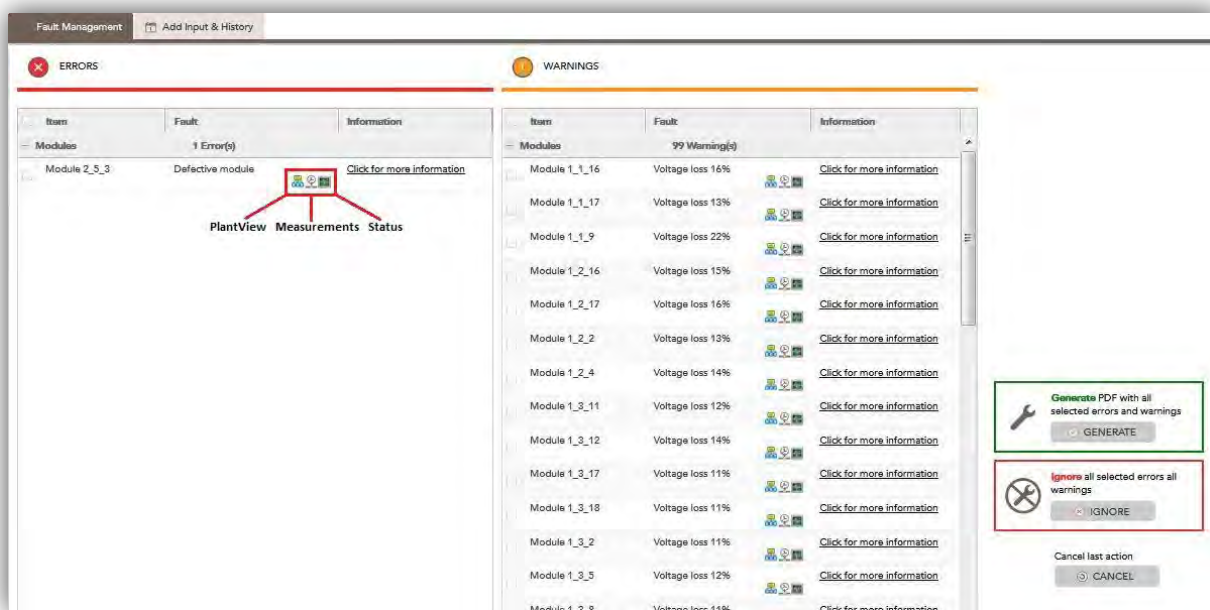 Fault Management Add Input & History
ERRORS
Item Fault Information
Modules 1 Error(s)
Module 2_5_3 Defective module Click for more information
PlantView Measurements Status
WARNINGS
Item Fault Information
Modules 99 Warning(s)
Module 1_1_16 Voltage loss 16% Click for more information
Module 1_1_17 Voltage loss 13% Click for more information
Module 1_1_9 Voltage loss 22% Click for more information
Module 1_2_16 Voltage loss 15% Click for more information
Module 1_2_17 Voltage loss 16% Click for more information
Module 1_2_2 Voltage loss 13% Click for more information
Module 1_2_4 Voltage loss 14% Click for more information
Module 1_3_11 Voltage loss 12% Click for more information
Module 1_3_12 Voltage loss 14% Click for more information
Module 1_3_17 Voltage loss 11% Click for more information
Module 1_3_18 Voltage loss 11% Click for more information
Module 1_3_2 Voltage loss 11% Click for more information
Module 1_3_5 Voltage loss 12% Click for more information
Module Voltage loss Click for more information
Generate PDF with all
selected errors and warnings
GENERATE
Ignore all selected errors all
warnings
IGNORE
Cancel last action
CANCEL